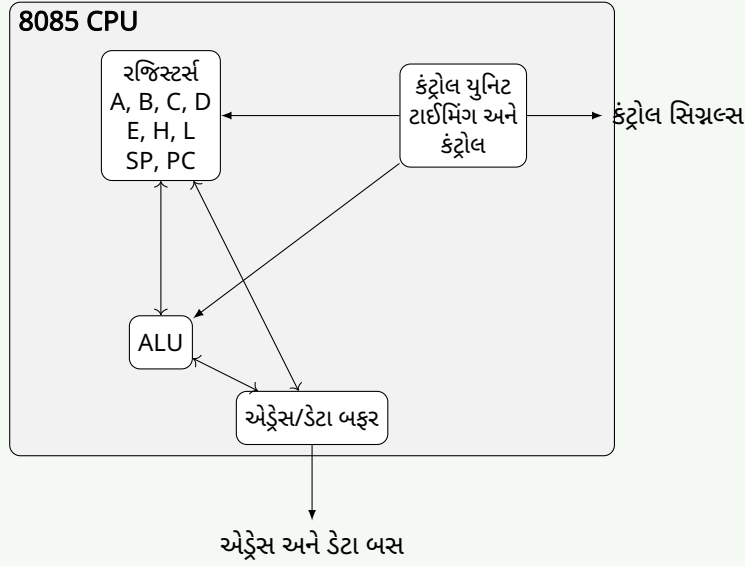 8085 CPU
રજિસ્ટર્સ
A, B, C, D
E, H, L
SP, PC
કંટ્રોલ યુનિટ
ટાઈમિંગ અને
કંટ્રોલ
કંટ્રોલ સિગ્નલ્સ
ALU
એડ્રેસ/ડેટા બફર
એડ્રેસ અને ડેટા બસ